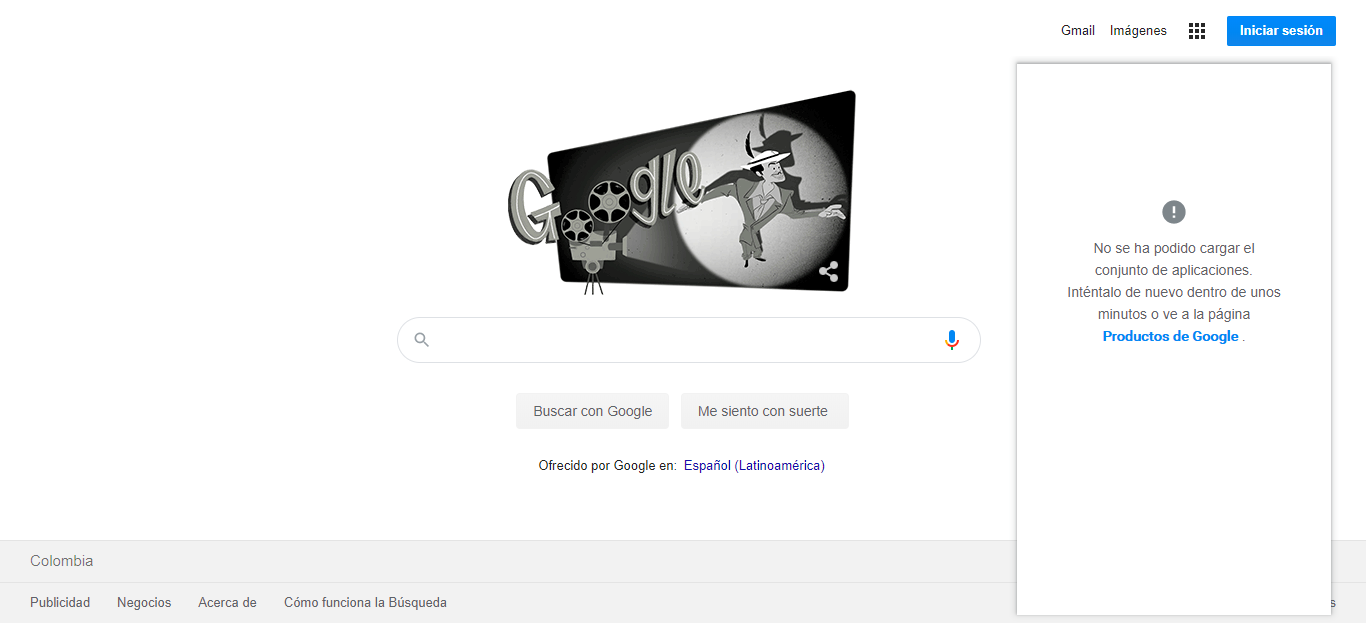 Gmail Imágenes Iniciar sesión
Google
No se ha podido cargar el
conjunto de aplicaciones.
Inténtalo de nuevo dentro de unos
minutos o ve a la página
Productos de Google .
Buscar con Google Me siento con suerte
Ofrecido por Google en: Español (Latinoamérica)
Colombia
Publicidad Negocios Acerca de Cómo funciona la Búsqueda